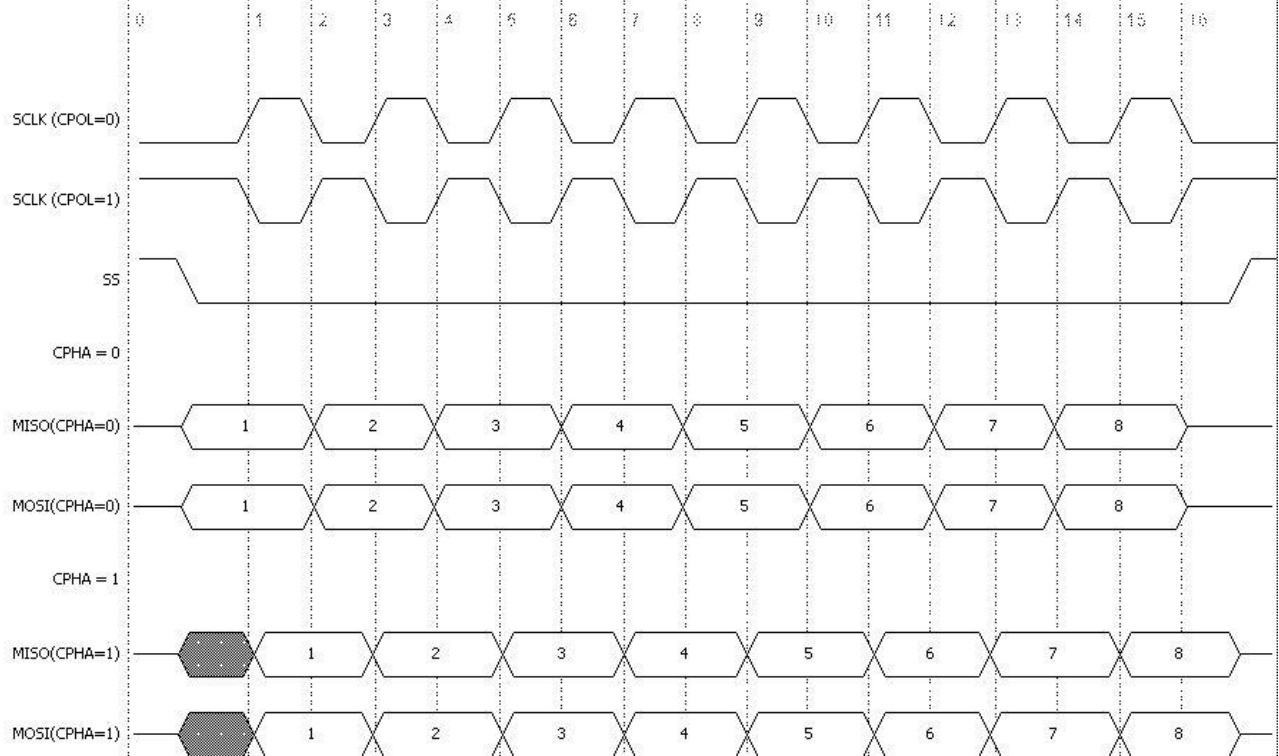 0 1 2 3 4 5 6 7 8 9 10 11 12 13 14 15 16
SCLK (CPOL=0)
SCLK (CPOL=1)
SS
CPHA = 0
MISO(CPHA=0) 1 2 3 4 5 6 7 8
MOSI(CPHA=0) 1 2 3 4 5 6 7 8
CPHA = 1
MISO(CPHA=1) 1 2 3 4 5 6 7 8
MOSI(CPHA=1) 1 2 3 4 5 6 7 8